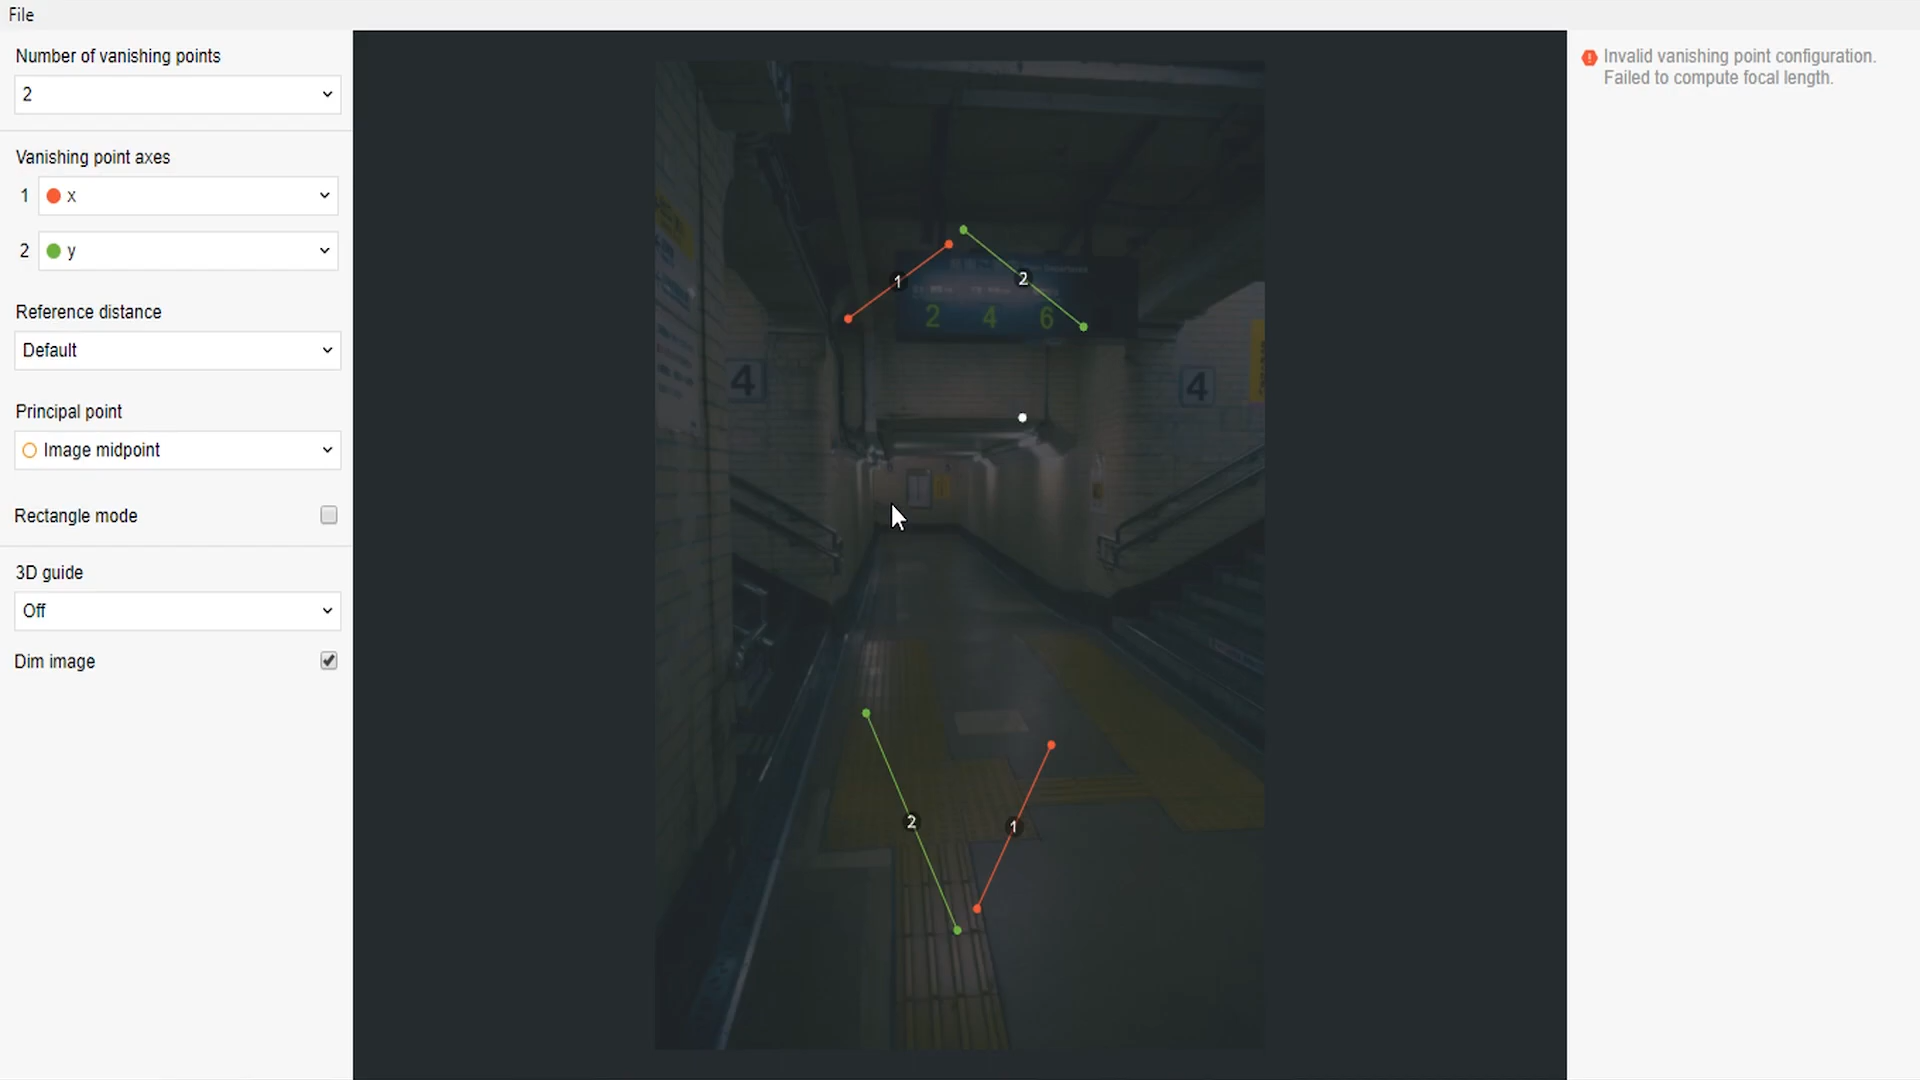 File
Number of vanishing points
2
Vanishing point axes
1 x
2 y
Reference distance
Default
Principal point
Image midpoint
Rectangle mode
3D guide
Off
Dim image
1
2
2 4 6
4
4
2
1
Invalid vanishing point configuration.
Failed to compute focal length.